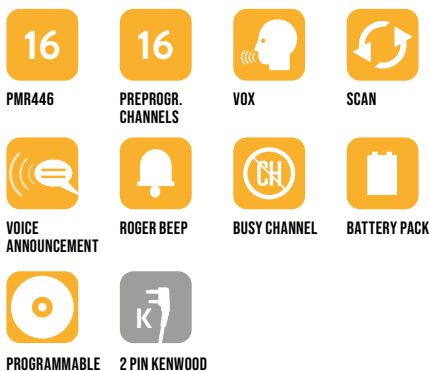 16
16
PMR446
PREPROGR.
CHANNELS
VOX
SCAN
CH
VOICE
ANNOUNCEMENT
ROGER BEEP
BUSY CHANNEL
BATTERY PACK
K
PROGRAMMABLE
2 PIN KENWOOD